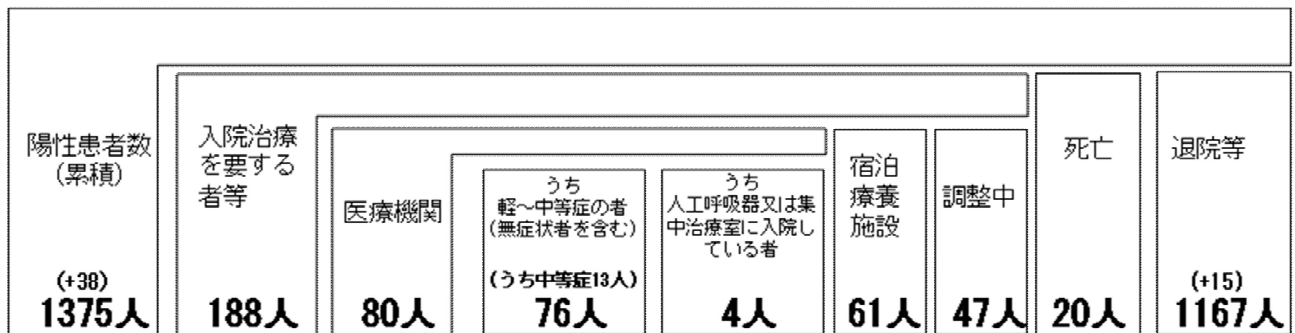 陽性患者数
(累積)
(+38)
1375人
入院治療
を要する
者等
188人
医療機関
80人
うち
軽～中等症の者
(無症状者を含む)
(うち中等症13人)
76人
うち
人工呼吸器又は集
中治療室に入院し
ている者
4人
宿泊
療養
施設
61人
調整中
47人
死亡
20人
退院等
(+15)
1167人